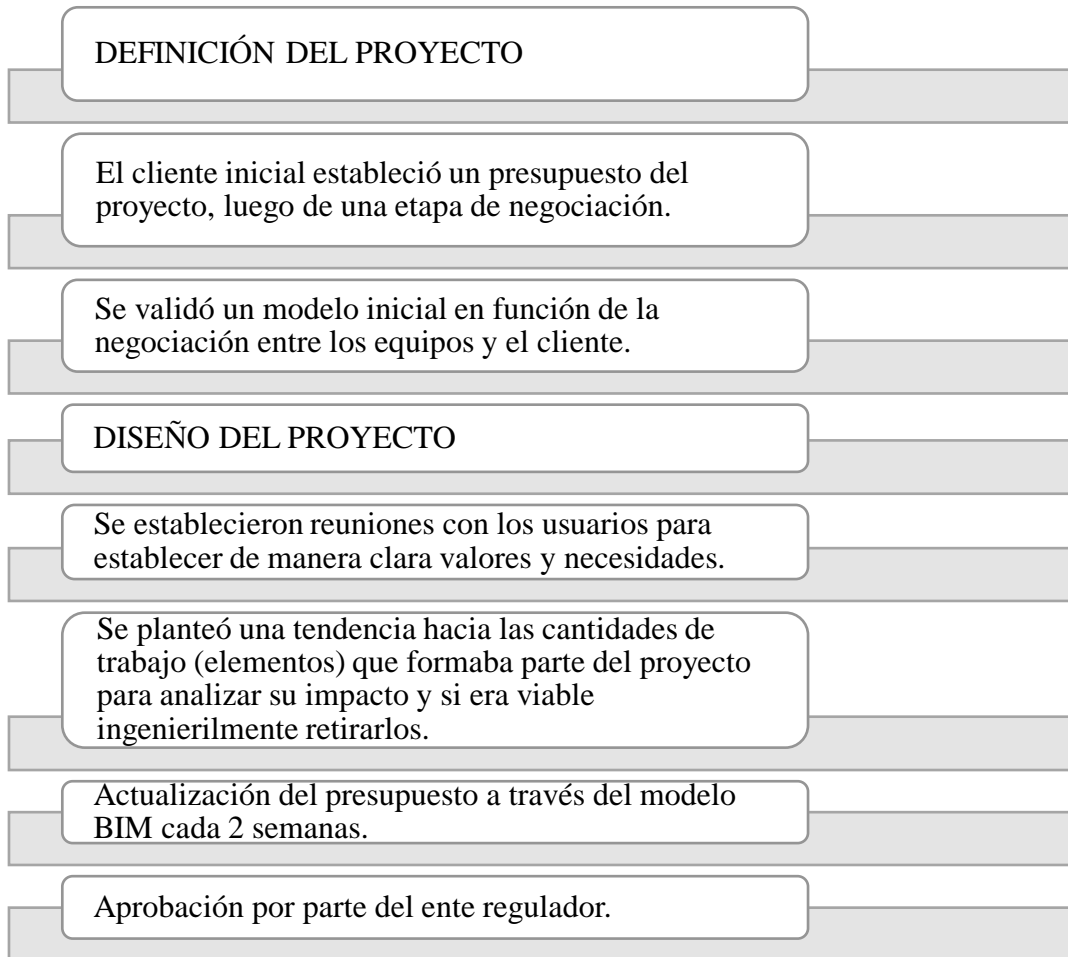 DEFINICIÓN DEL PROYECTO
El cliente inicial estableció un presupuesto del
proyecto, luego de una etapa de negociación.
Se validó un modelo inicial en función de la
negociación entre los equipos y el cliente.
DISEÑO DEL PROYECTO
Se establecieron reuniones con los usuarios para
establecer de manera clara valores y necesidades.
Se planteó una tendencia hacia las cantidades de
trabajo (elementos) que formaba parte del proyecto
para analizar su impacto y si era viable
ingenierilmente retirarlos.
Actualización del presupuesto a través del modelo
BIM cada 2 semanas.
Aprobación por parte del ente regulador.